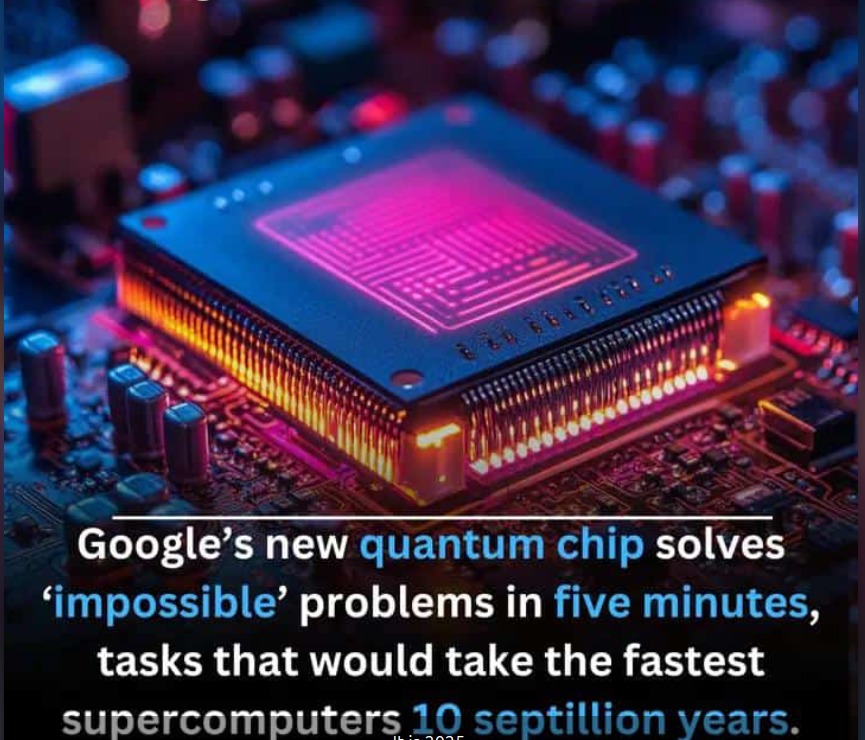 Google’s new quantum chip solves
‘impossible’ problems in five minutes,
tasks that would take the fastest
supercomputers 10 septillion years.